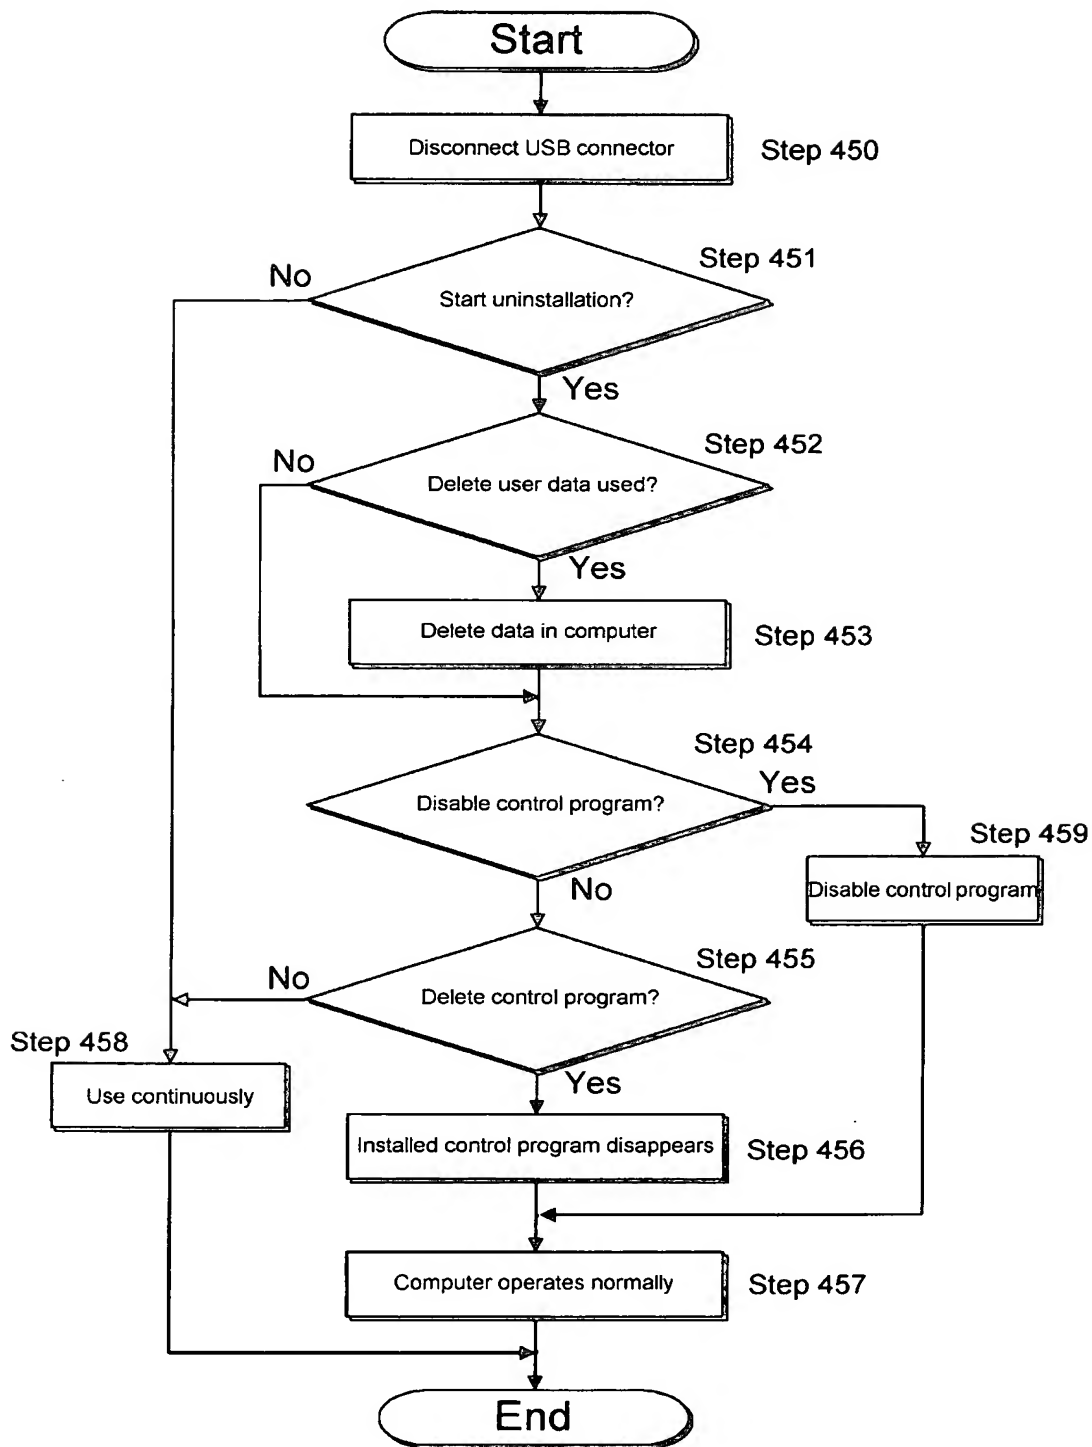 Start
Disconnect USB connector
Step 450
Step 451
No
Start uninstallation?
Yes
Step 452
No
Delete user data used?
Yes
Delete data in computer
Step 453
Step 454
Yes
Disable control program?
Step 459
No
Disable control program
Step 455
No
Delete control program?
Step 458
Yes
Use continuously
Installed control program disappears
Step 456
Computer operates normally
Step 457
End